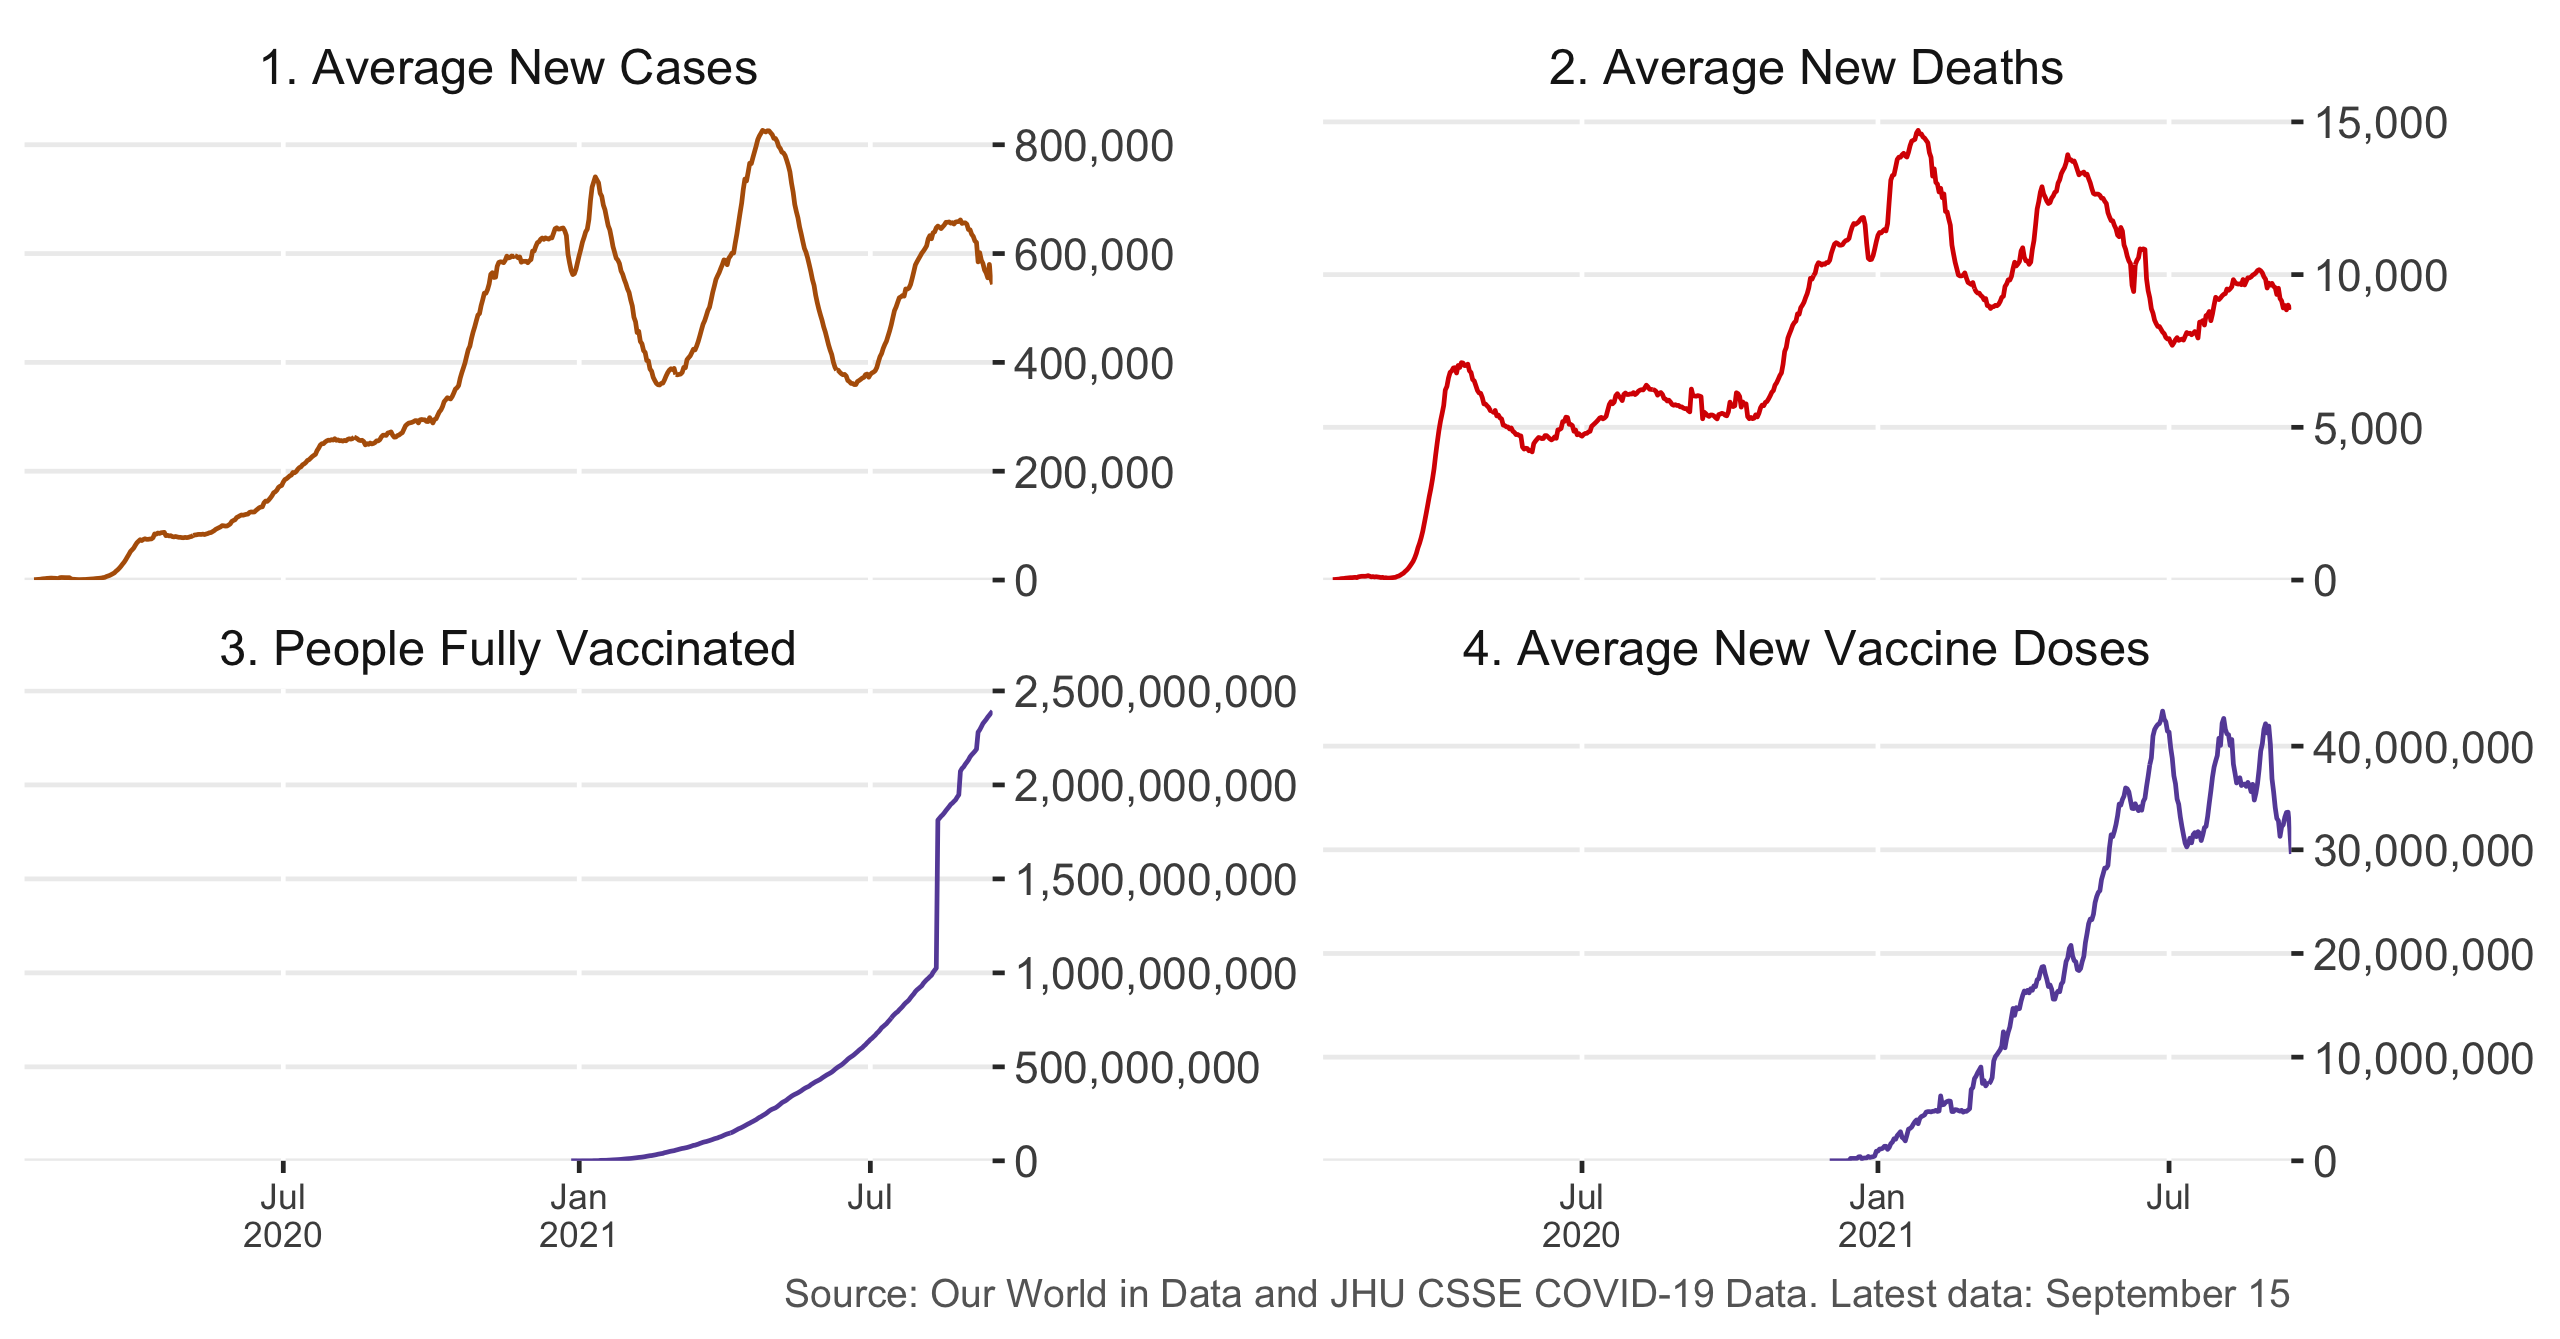 1. Average New Cases
800,000
600,000
400,000
200,000
0
2. Average New Deaths
15,000
10,000
5,000
0
3. People Fully Vaccinated
2,500,000,000
2,000,000,000
1,500,000,000
1,000,000,000
500,000,000
0
Jul
2020
Jan
2021
Jul
4. Average New Vaccine Doses
40,000,000
30,000,000
20,000,000
10,000,000
0
Jul
2020
Jan
2021
Jul
Source: Our World in Data and JHU CSSE COVID-19 Data. Latest data: September 15